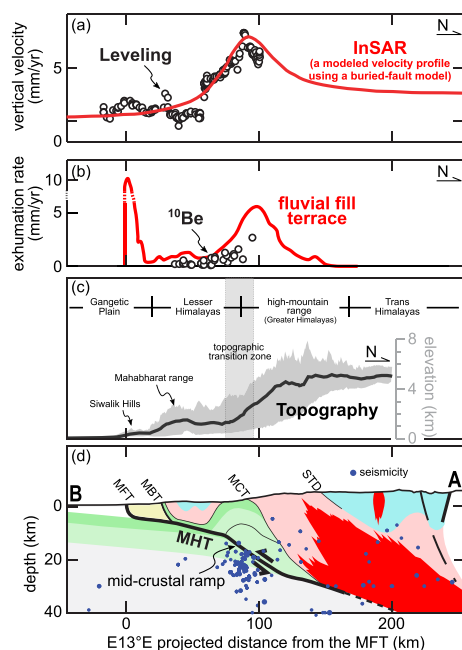 (a)
N
vertical velocity
(mm/yr)
5
0
Leveling
InSAR
(a modeled velocity profile
using a buried-fault model)
(b)
N
exhumation rate
(mm/yr)
10
5
0
10Be
fluvial fill
terrace
(c)
Gangetic
Plain
Lesser
Himalayas
high-mountain
range
(Greater Himalayas)
Trans
Himalayas
topographic
transition zone
N
Mahabharat range
Siwalik Hills
Topography
8
4
0
elevation (km)
(d)
MFT
MBT
MCT
STD
seismicity
B
A
MHT
mid-crustal ramp
depth (km)
0
20
40
0
100
200
E13°E projected distance from the MFT (km)